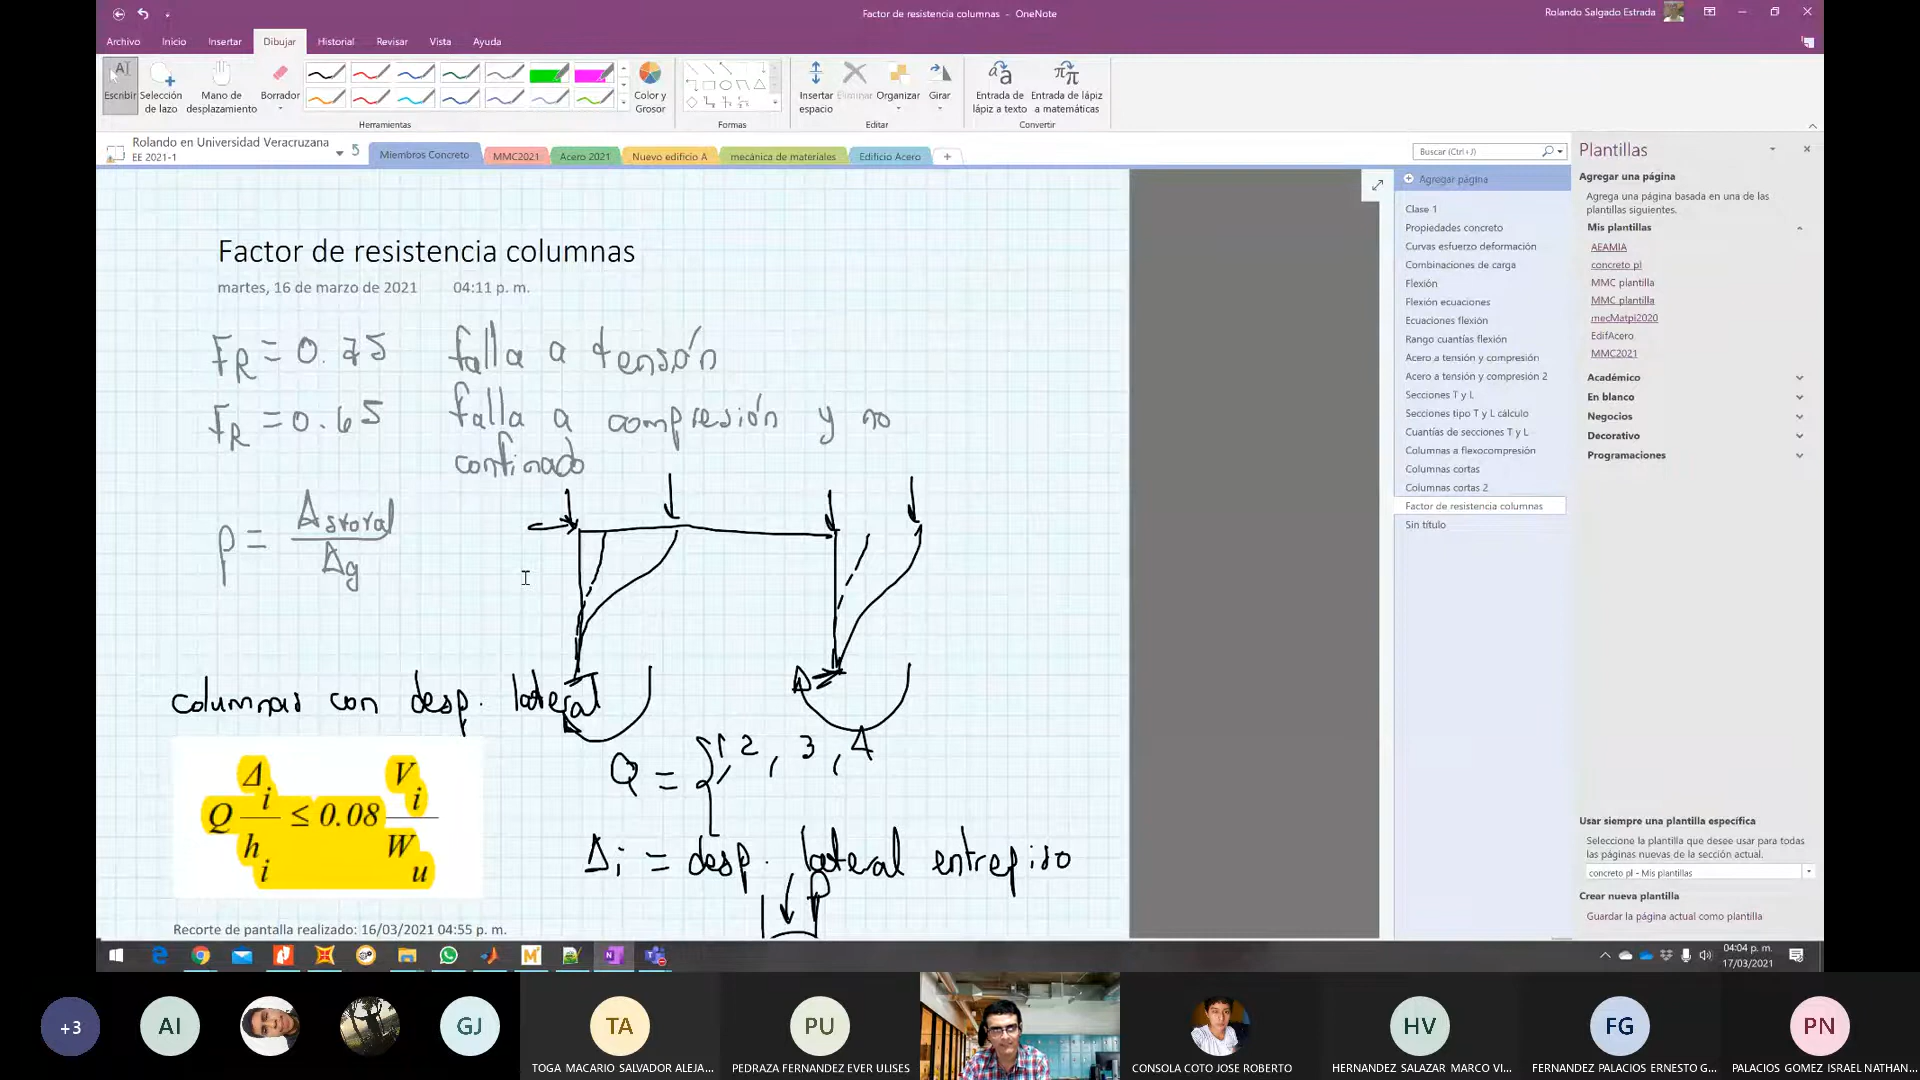 Factor de resistencia columnas - OneNote
Rolando Salgado Estrada
Archivo Inicio Insertar Dibujar Historial Revisar Vista Ayuda
Escribir
Selección de lazo
Mano de desplazamiento
Borrador
Color y Grosor
Insertar espacio
Eliminar
Organizar
Girar
Entrada de lápiz a texto
Entrada de lápiz a matemáticas
Herramientas
Formas
Editar
Convertir
Rolando en Universidad Veracruzana
EE 2021-1
Miembros Concreto
MMC2021
Acero 2021
Nuevo edificio A
mecánica de materiales
Edificio Acero
Buscar (Ctrl+J)
Factor de resistencia columnas
martes, 16 de marzo de 2021 04:11 p. m.
FR = 0.75 falla a tensón
FR = 0.65 falla a compresión y no
confinado
ρ = Astotal / Ag
columnas con desp. lateral
Q = { 1, 2, 3, 4
Q Δi / hi ≤ 0.08 Vi / Wu
Δi = desp. lateral entrepiso
P
Recorte de pantalla realizado: 16/03/2021 04:55 p. m.
Agregar página
Clase 1
Propiedades concreto
Curvas esfuerzo deformación
Combinaciones de carga
Flexión
Flexión ecuaciones
Ecuaciones flexión
Rango cuantías flexión
Acero a tensión y compresión
Acero a tensión y compresión 2
Secciones T y L
Secciones tipo T y L cálculo
Cuantías de secciones T y L
Columnas a flexocompresión
Columnas cortas
Columnas cortas 2
Factor de resistencia columnas
Sin título
Plantillas
Agregar una página
Agrega una página basada en una de las
plantillas siguientes.
Mis plantillas
AEAMIA
concreto pl
MMC plantilla
MMC plantilla
mecMatpi2020
EdifAcero
MMC2021
Académico
En blanco
Negocios
Decorativo
Programaciones
Usar siempre una plantilla específica
Seleccione la plantilla que desee usar para todas
las páginas nuevas de la sección actual.
concreto pl - Mis plantillas
Crear nueva plantilla
Guardar la página actual como plantilla
04:04 p. m.
17/03/2021
+3
AI
GJ
TA
PU
HV
FG
PN
TOGA MACARIO SALVADOR ALEJA...
PEDRAZA FERNANDEZ EVER ULISES
CONSOLA COTO JOSE ROBERTO
HERNANDEZ SALAZAR MARCO VI...
FERNANDEZ PALACIOS ERNESTO G...
PALACIOS GOMEZ ISRAEL NATHAN...